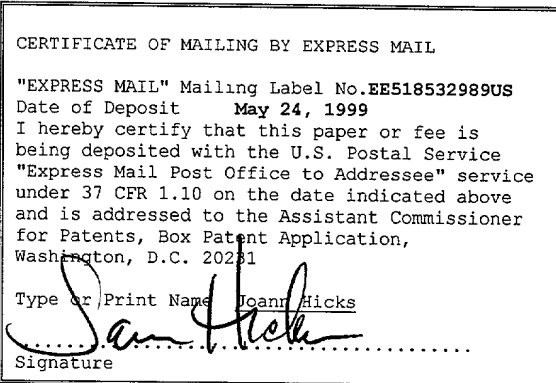 CERTIFICATE OF MAILING BY EXPRESS MAIL
"EXPRESS MAIL" Mailing Label No.EE518532989US
Date of Deposit May 24, 1999
I hereby certify that this paper or fee is
being deposited with the U.S. Postal Service
"Express Mail Post Office to Addressee" service
under 37 CFR 1.10 on the date indicated above
and is addressed to the Assistant Commissioner
for Patents, Box Patent Application,
Washington, D.C. 20231
Type or Print Name Joann Hicks
Signature